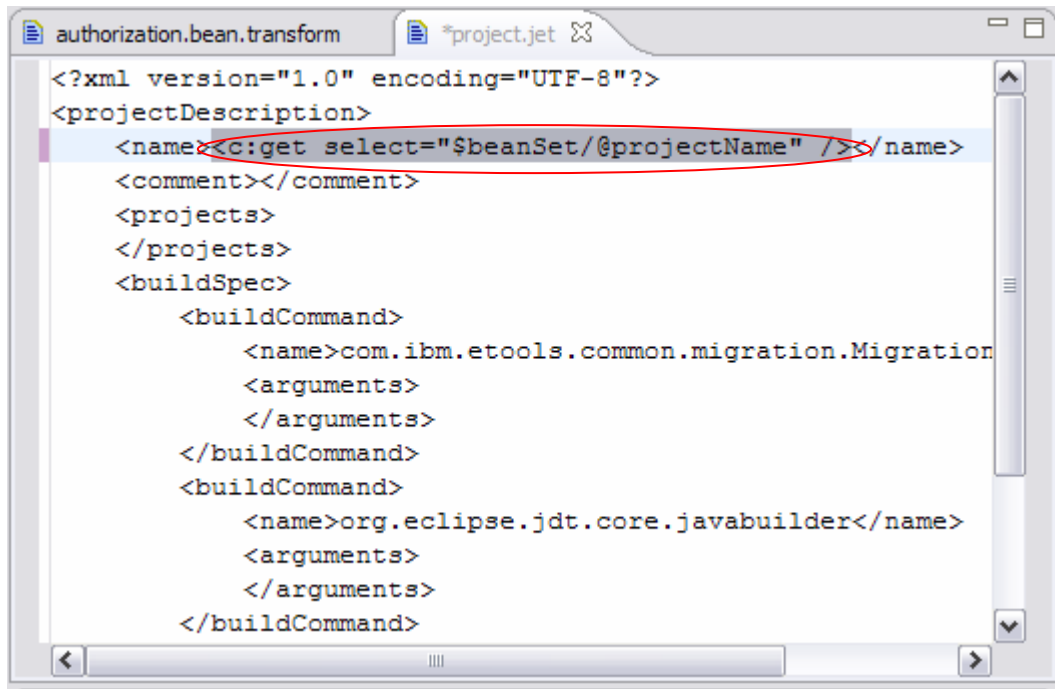 authorization.bean.transform
*project.jet
<?xml version="1.0" encoding="UTF-8"?>
<projectDescription>
    <name><c:get select="$beanSet/@projectName" /></name>
    <comment></comment>
    <projects>
    </projects>
    <buildSpec>
        <buildCommand>
            <name>com.ibm.etools.common.migration.Migration
            <arguments>
            </arguments>
        </buildCommand>
        <buildCommand>
            <name>org.eclipse.jdt.core.javabuilder</name>
            <arguments>
            </arguments>
        </buildCommand>